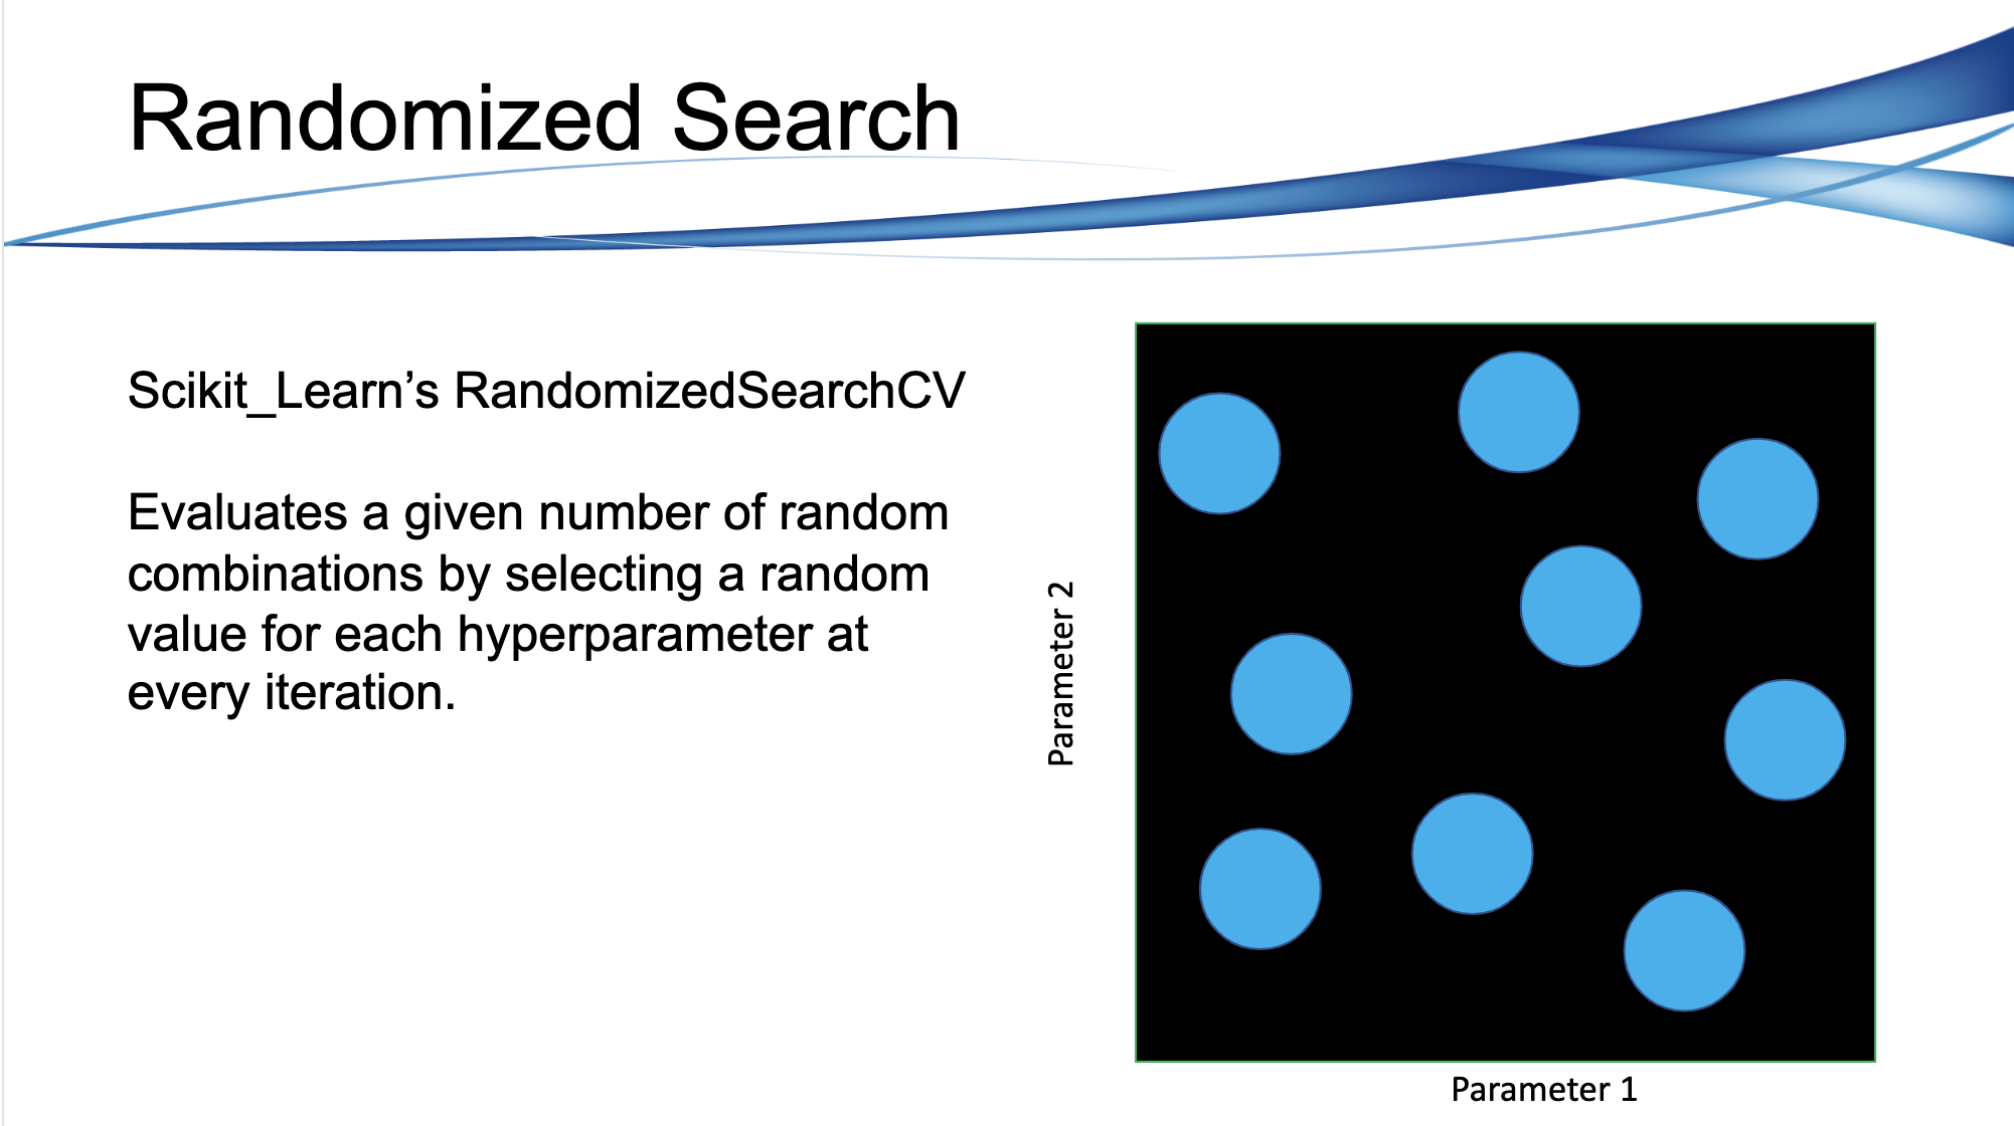 Randomized Search
Scikit_Learn’s RandomizedSearchCV
Evaluates a given number of random
combinations by selecting a random
value for each hyperparameter at
every iteration.
Parameter 2
Parameter 1